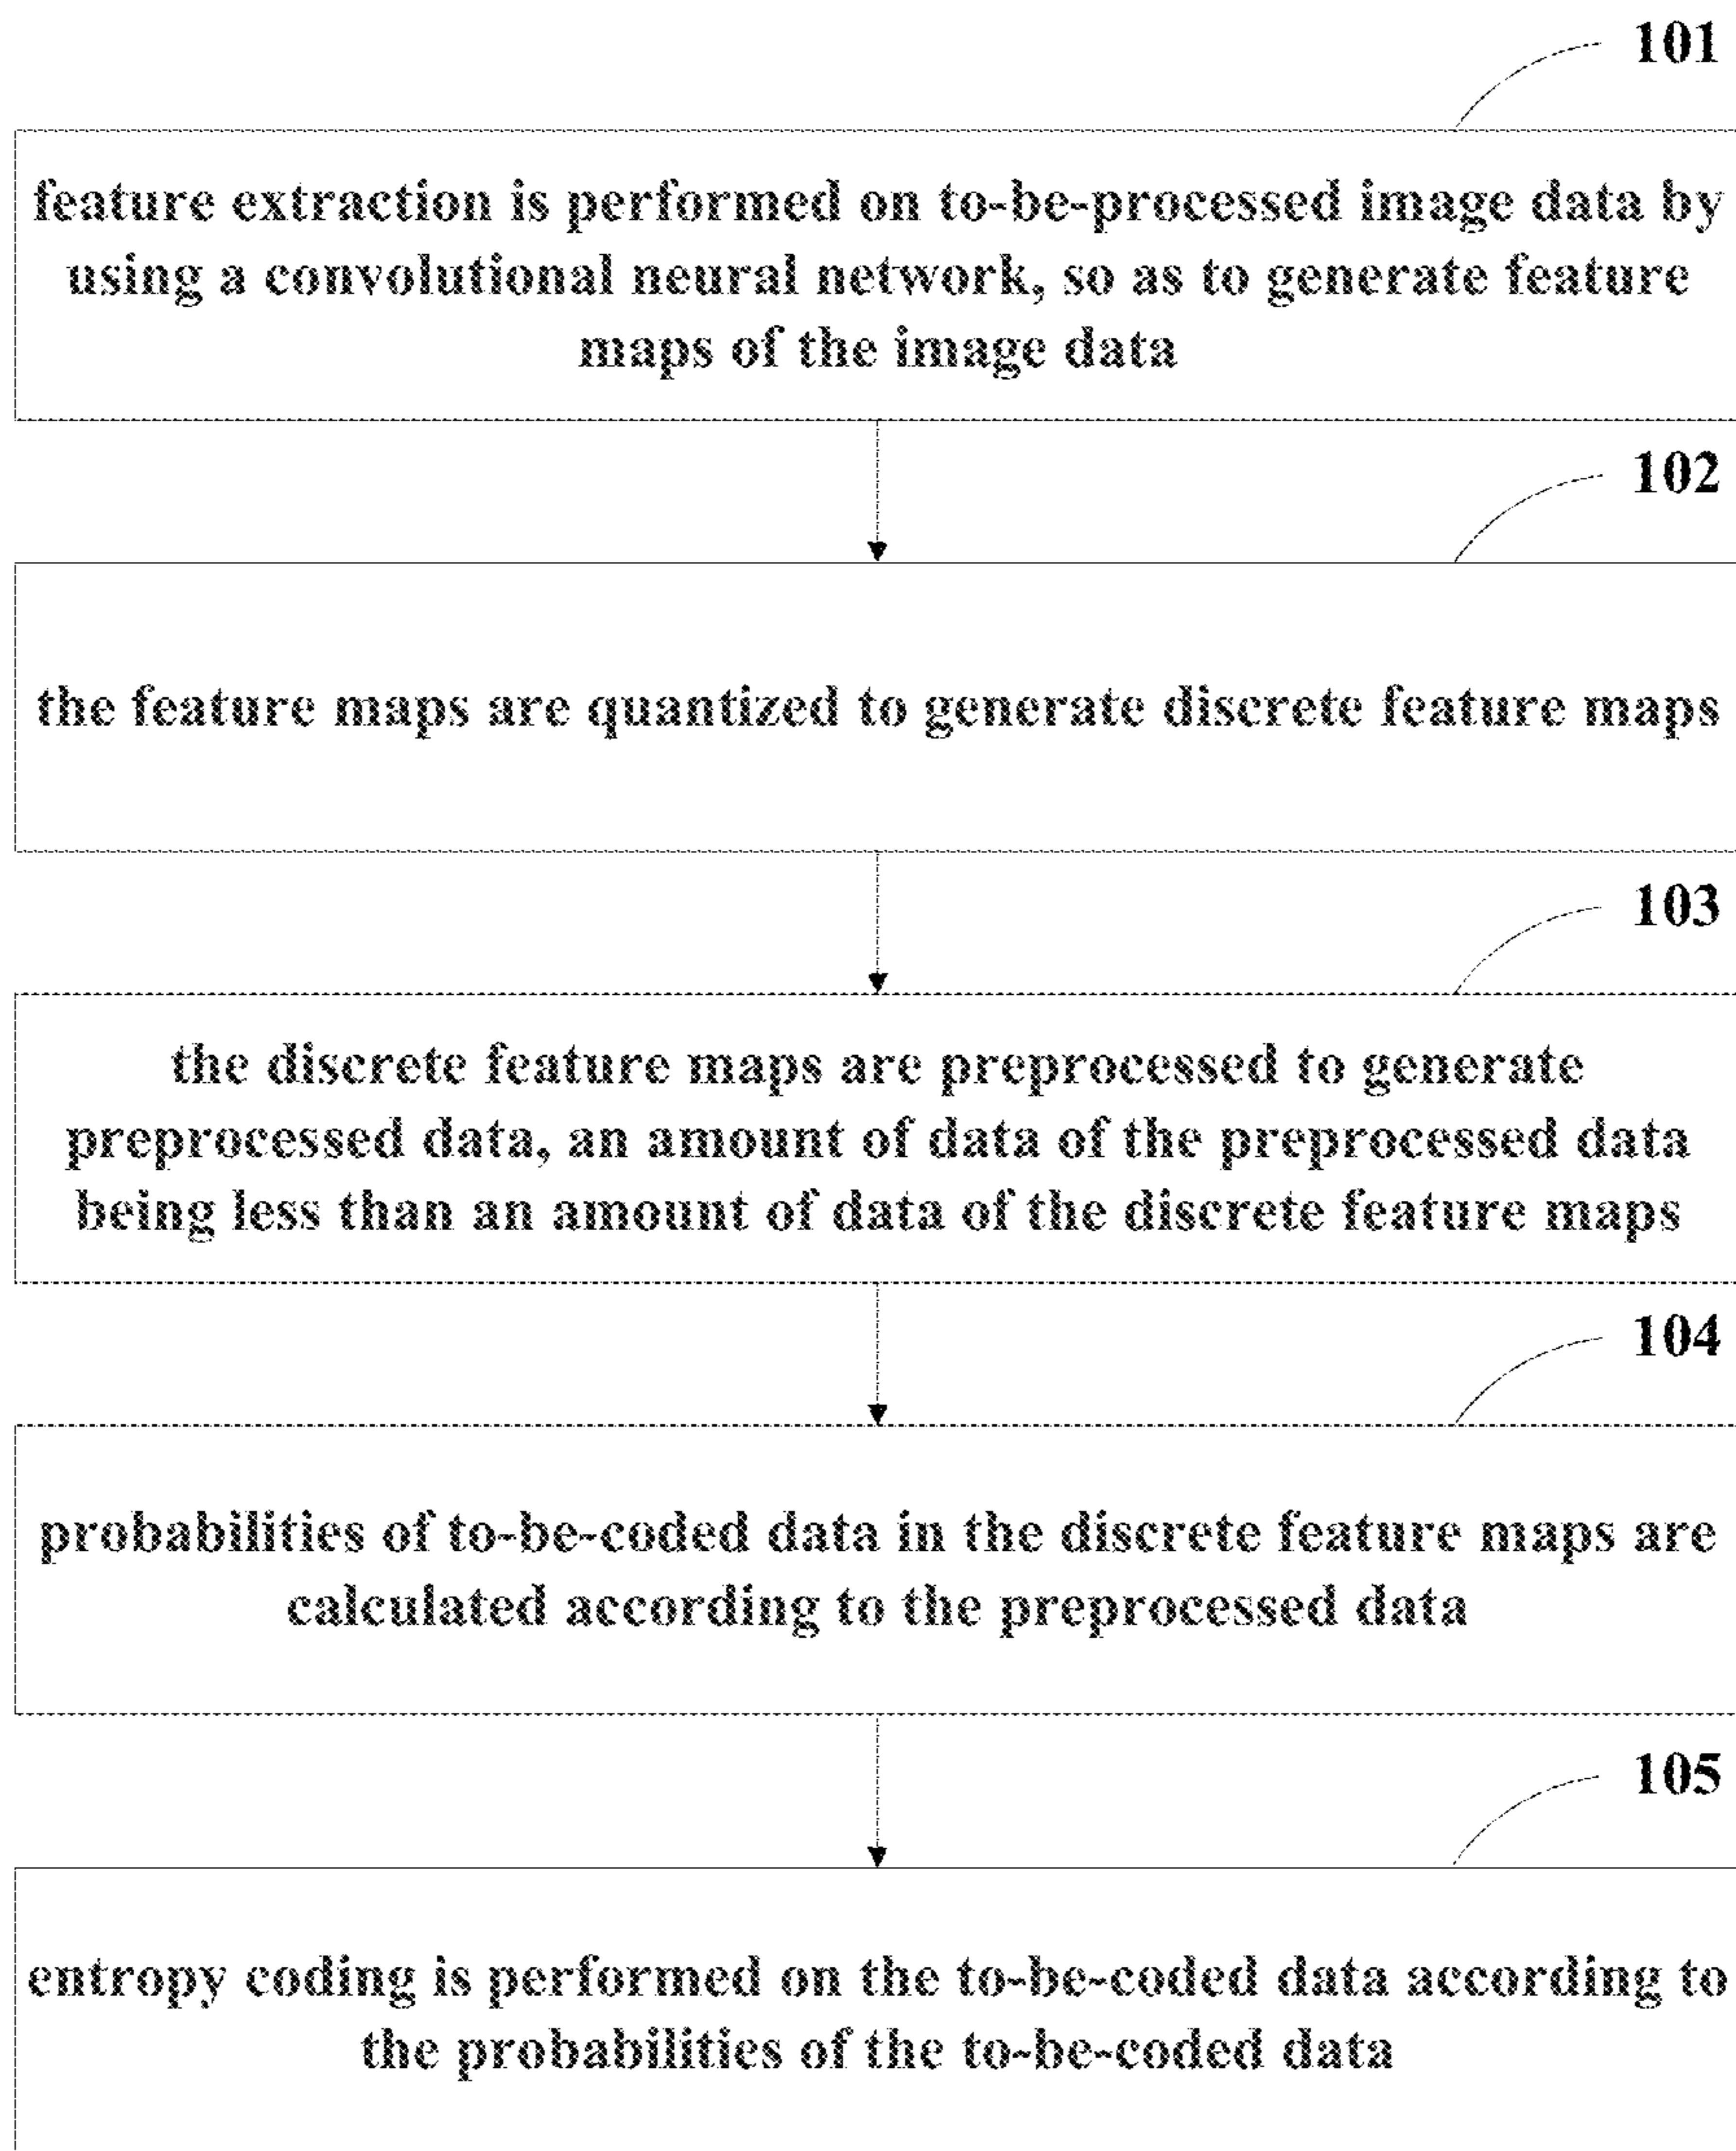 101
feature extraction is performed on to-be-processed image data by
using a convolutional neural network, so as to generate feature
maps of the image data
102
the feature maps are quantized to generate discrete feature maps
103
the discrete feature maps are preprocessed to generate
preprocessed data, an amount of data of the preprocessed data
being less than an amount of data of the discrete feature maps
104
probabilities of to-be-coded data in the discrete feature maps are
calculated according to the preprocessed data
105
entropy coding is performed on the to-be-coded data according to
the probabilities of the to-be-coded data